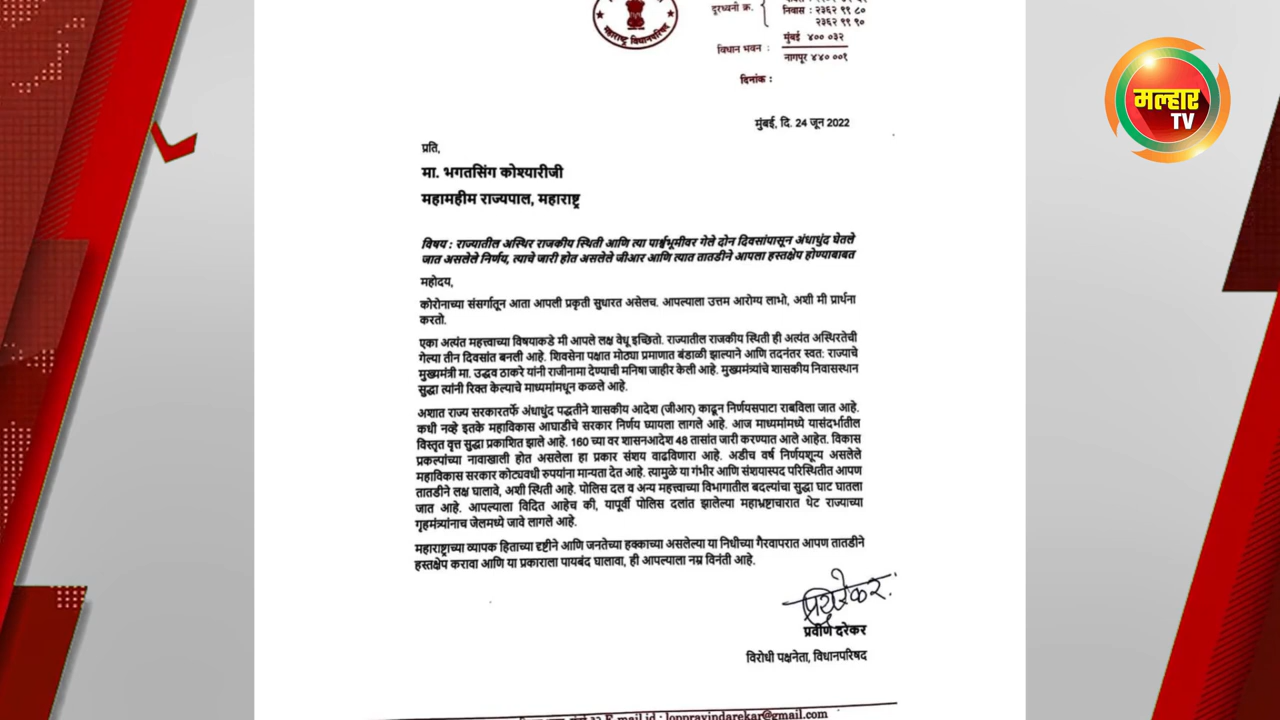 महाराष्ट्र विधानपरिषद
दूरध्वनी क्र.
निवास : २३६२ ११ ८०
२३६२ ११ ९०
विधान भवन :
मुंबई ४०० ०३२
नागपूर ४४० ००१
दिनांक :
मल्हार
TV
मुंबई, दि. 24 जून 2022
प्रति,
मा. भगतसिंग कोश्यारीजी
महामहीम राज्यपाल, महाराष्ट्र
विषय : राज्यातील अस्थिर राजकीय स्थिती आणि त्या पार्श्वभूमीवर गेले दोन दिवसांपासून अंधाधुंद घेतले
जात असलेले निर्णय, त्याचे जारी होत असलेले जीआर आणि त्यात तातडीने आपला हस्तक्षेप होण्याबाबत
महोदय,
कोरोनाच्या संसर्गातून आता आपली प्रकृती सुधारत असेलच. आपल्याला उत्तम आरोग्य लाभो, अशी मी प्रार्थना
करतो.
एका अत्यंत महत्त्वाच्या विषयाकडे मी आपले लक्ष वेधू इच्छितो. राज्यातील राजकीय स्थिती ही अत्यंत अस्थिरतेची
गेल्या तीन दिवसांत बनली आहे. शिवसेना पक्षात मोठ्या प्रमाणात बंडाळी झाल्याने आणि तदनंतर स्वत: राज्याचे
मुख्यमंत्री मा. उद्धव ठाकरे यांनी राजीनामा देण्याची मनिषा जाहीर केली आहे. मुख्यमंत्र्यांचे शासकीय निवासस्थान
सुद्धा त्यांनी रिक्त केल्याचे माध्यमांमधून कळले आहे.
अशात राज्य सरकारतर्फे अंधाधुंद पद्धतीने शासकीय आदेश (जीआर) काढून निर्णयसपाटा राबविला जात आहे.
कधी नव्हे इतके महाविकास आघाडीचे सरकार निर्णय घ्यायला लागले आहे. आज माध्यमांमध्ये यासंदर्भातील
विस्तृत वृत्त सुद्धा प्रकाशित झाले आहे. 160 च्या वर शासनआदेश 48 तासांत जारी करण्यात आले आहेत. विकास
प्रकल्पांच्या नावाखाली होत असलेला हा प्रकार संशय वाढविणारा आहे. अडीच वर्ष निर्णयशून्य असलेले
महाविकास सरकार कोट्यवधी रुपयांना मान्यता देत आहे. त्यामुळे या गंभीर आणि संशयास्पद परिस्थितीत आपण
तातडीने लक्ष घालावे, अशी स्थिती आहे. पोलिस दल व अन्य महत्त्वाच्या विभागातील बदल्यांचा सुद्धा घाट घातला
जात आहे. आपल्याला विदित आहेच की, यापूर्वी पोलिस दलांत झालेल्या महाभ्रष्टाचारात थेट राज्याच्या
गृहमंत्र्यांनाच जेलमध्ये जावे लागले आहे.
महाराष्ट्राच्या व्यापक हिताच्या दृष्टीने आणि जनतेच्या हक्काच्या असलेल्या या निधीच्या गैरवापरात आपण तातडीने
हस्तक्षेप करावा आणि या प्रकाराला पायबंद घालावा, ही आपल्याला नम्र विनंती आहे.
प्रवीण दरेकर
विरोधी पक्षनेता, विधानपरिषद
E-mail id : loppravindarekar@gmail.com